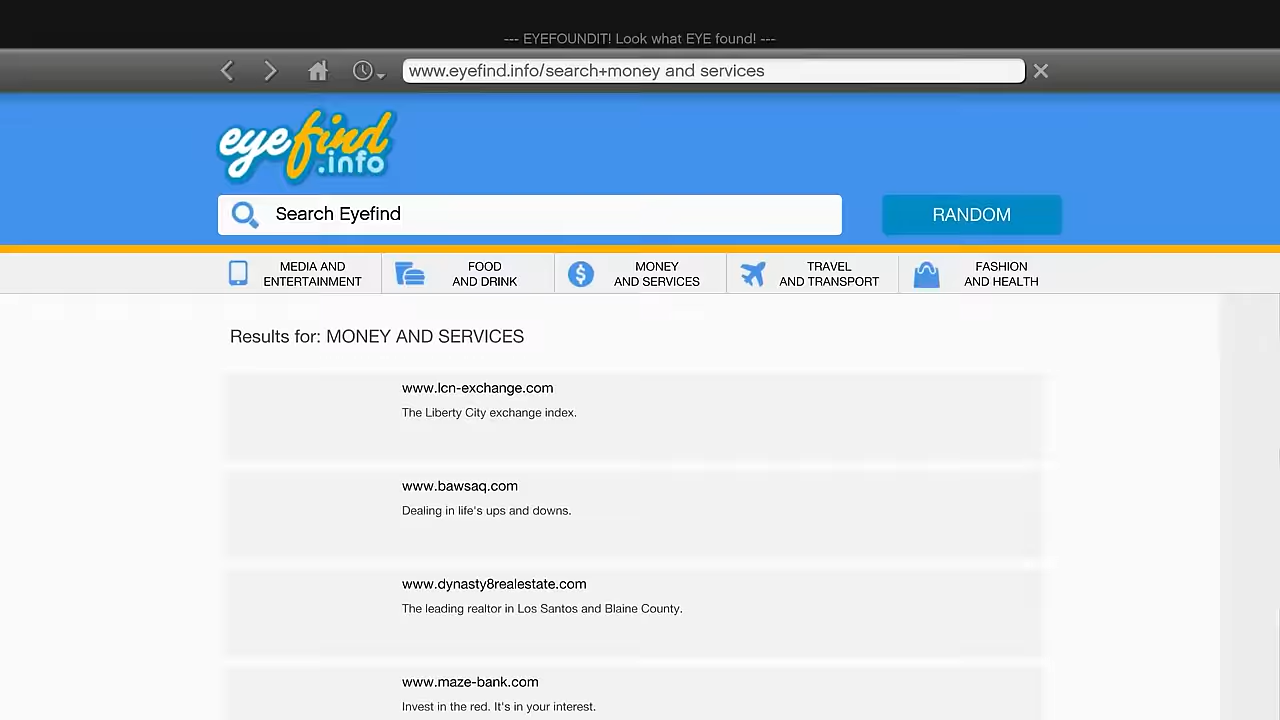 --- EYEFOUNDIT! Look what EYE found! ---
www.eyefind.info/search+money and services
eyefind
.info
Search Eyefind
RANDOM
MEDIA AND
ENTERTAINMENT
FOOD
AND DRINK
MONEY
AND SERVICES
TRAVEL
AND TRANSPORT
FASHION
AND HEALTH
Results for: MONEY AND SERVICES
www.lcn-exchange.com
The Liberty City exchange index.
www.bawsaq.com
Dealing in life's ups and downs.
www.dynasty8realestate.com
The leading realtor in Los Santos and Blaine County.
www.maze-bank.com
Invest in the red. It's in your interest.